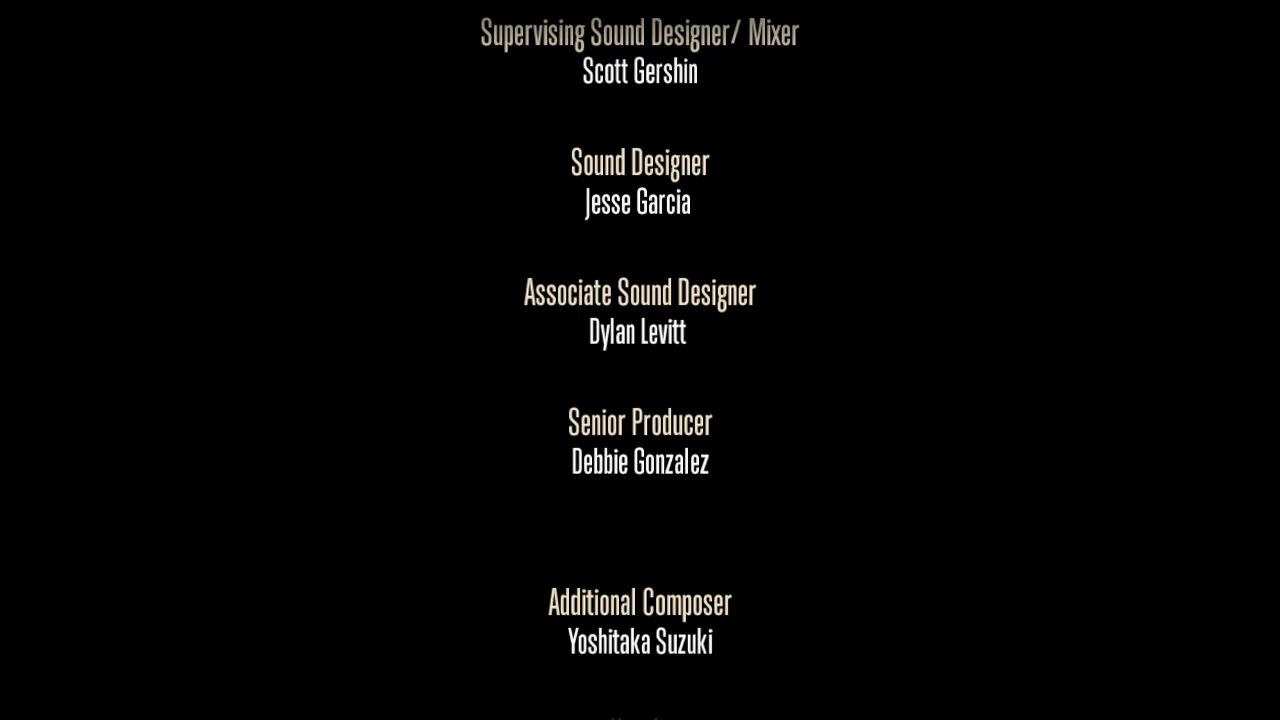 Supervising Sound Designer/ Mixer
Scott Gershin
Sound Designer
Jesse Garcia
Associate Sound Designer
Dylan Levitt
Senior Producer
Debbie Gonzalez
Additional Composer
Yoshitaka Suzuki